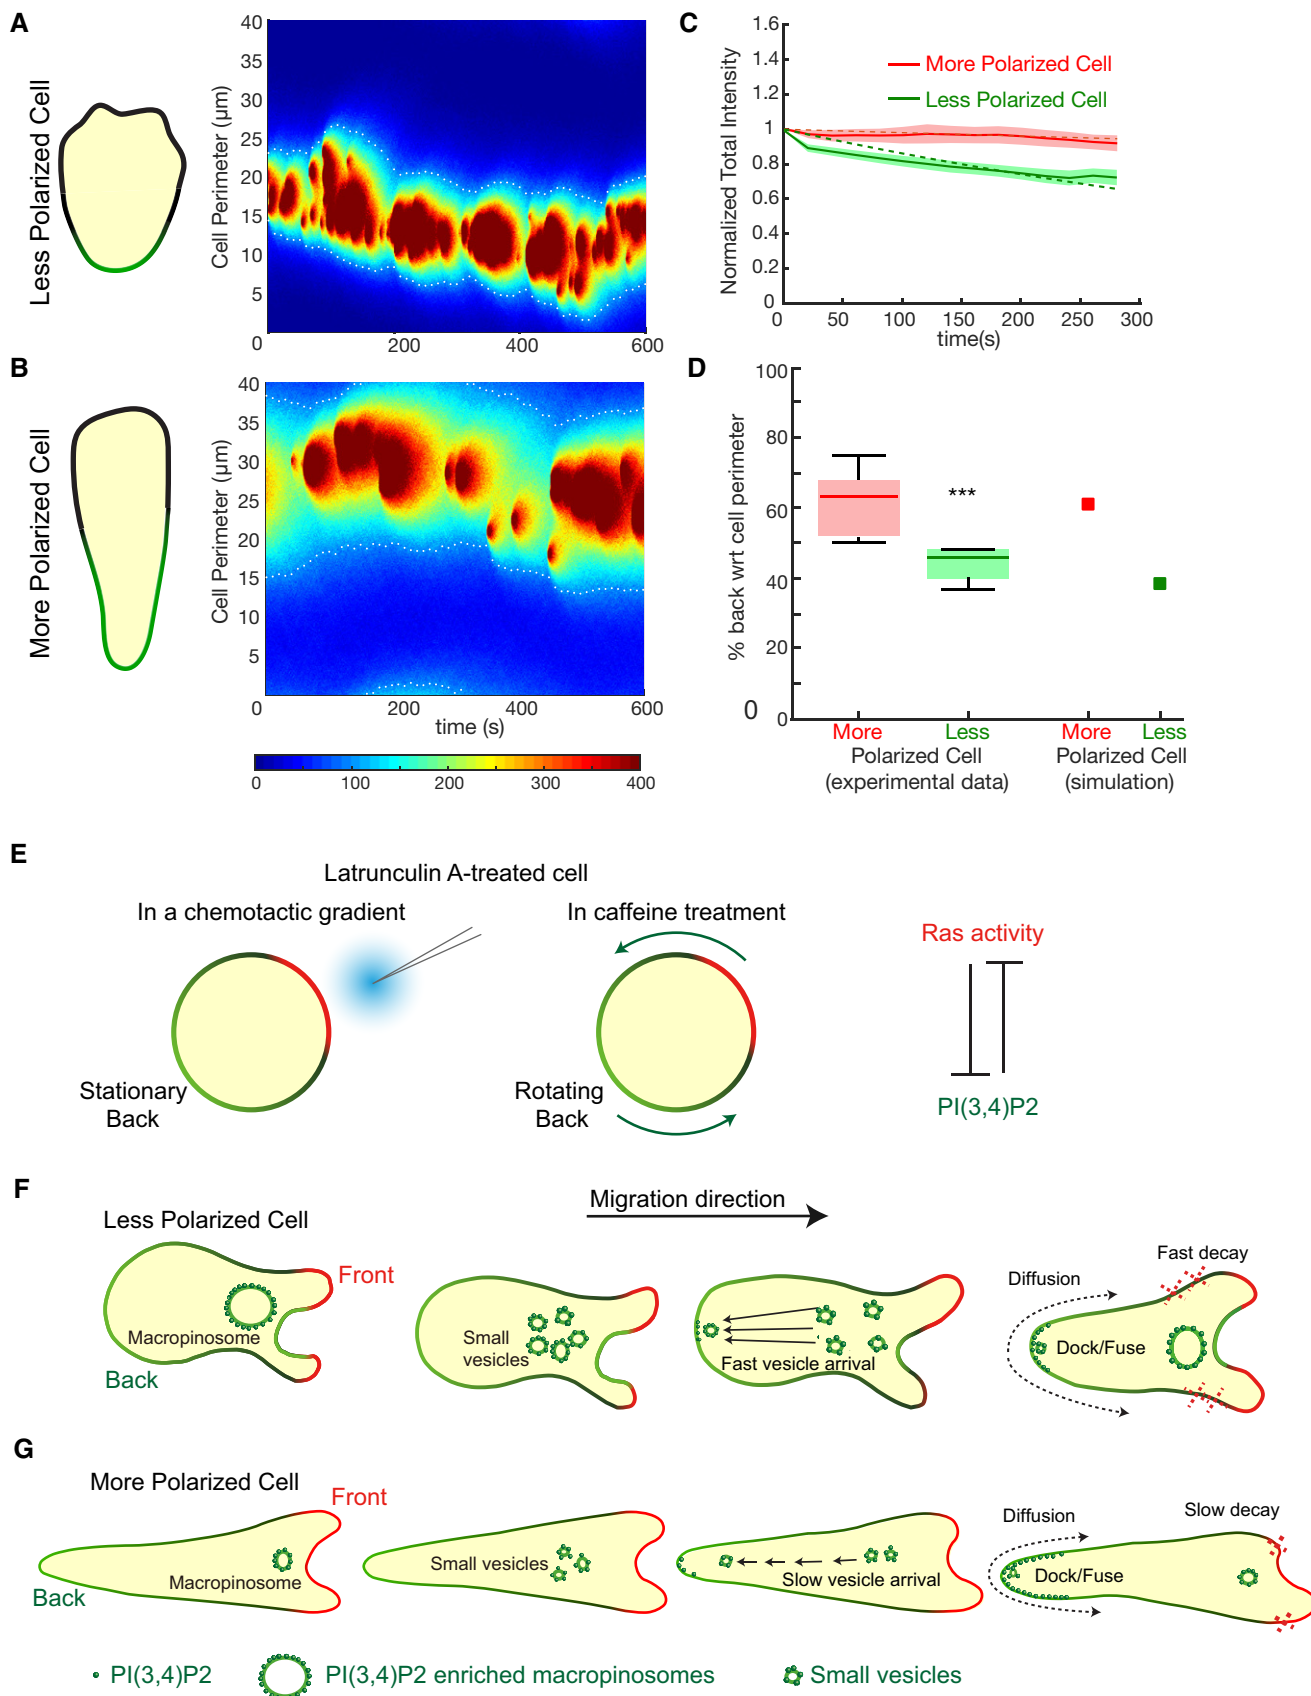 A
Less Polarized Cell
Cell Perimeter (µm)
40
35
30
25
20
15
10
5
0
200
400
600
B
More Polarized Cell
Cell Perimeter (µm)
40
35
30
25
20
15
10
5
0
200
400
600
time (s)
0
100
200
300
400
C
Normalized Total Intensity
1.6
1.4
1.2
1
0.8
0.6
0.4
0.2
0
More Polarized Cell
Less Polarized Cell
0
50
100
150
200
250
300
time(s)
D
% back wrt cell perimeter
100
80
60
40
20
0
0
***
More
Less
More
Less
Polarized Cell
(experimental data)
Polarized Cell
(simulation)
E
Latrunculin A-treated cell
In a chemotactic gradient
In caffeine treatment
Stationary
Back
Rotating
Back
Ras activity
PI(3,4)P2
F
Less Polarized Cell
Migration direction
Front
Macropinosome
Back
Small
vesicles
Fast vesicle arrival
Diffusion
Fast decay
Dock/Fuse
G
More Polarized Cell
Front
Back
Macropinosome
Small vesicles
Slow vesicle arrival
Diffusion
Slow decay
Dock/Fuse
PI(3,4)P2
PI(3,4)P2 enriched macropinosomes
Small vesicles